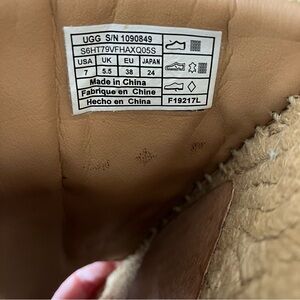 UGG S/N 1090849
S6HT79VFHAXQ05S
USA UK EU JAPAN
7 5.5 38 24
Made in China
Fabriqué en Chine
Hecho en China F19217L